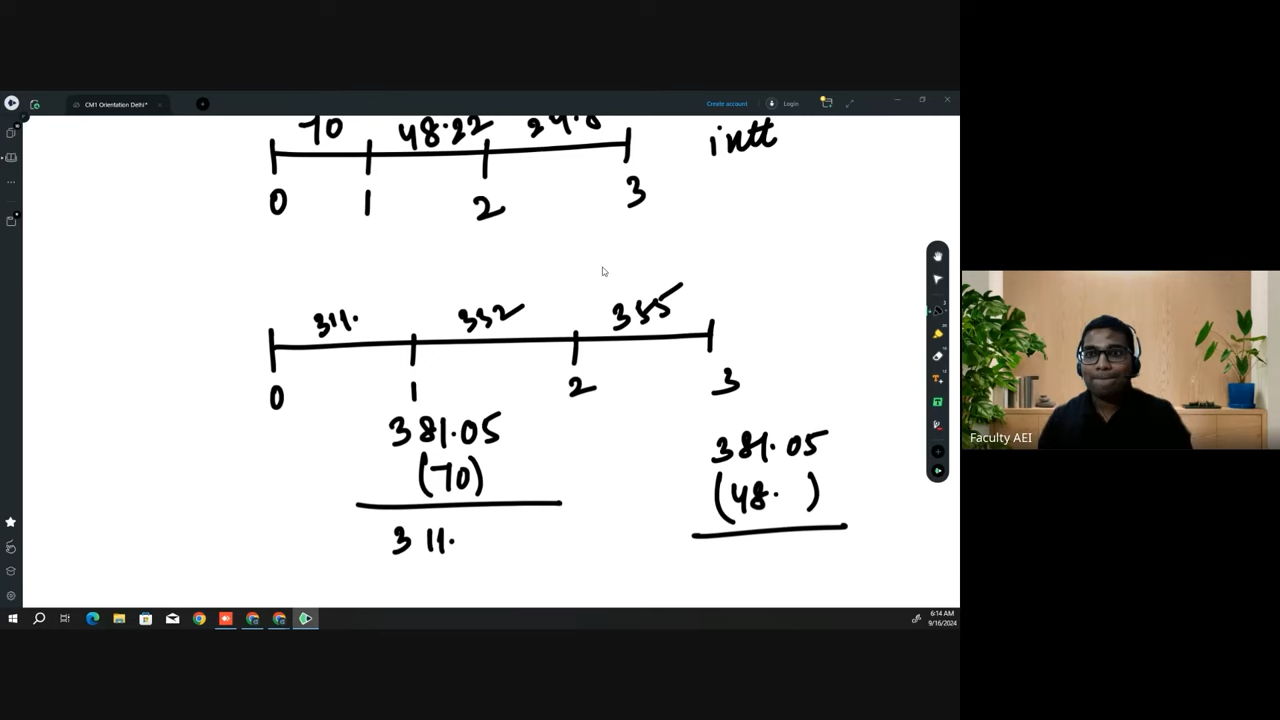 CM1 Orientation Delhi*
Create account
Login
70 48.22 intt
0 1 2 3
311. 332 355
0 1 2 3
381.05
(70)
311.
381.05
(48. )
Faculty AEI
6:14 AM
9/16/2024